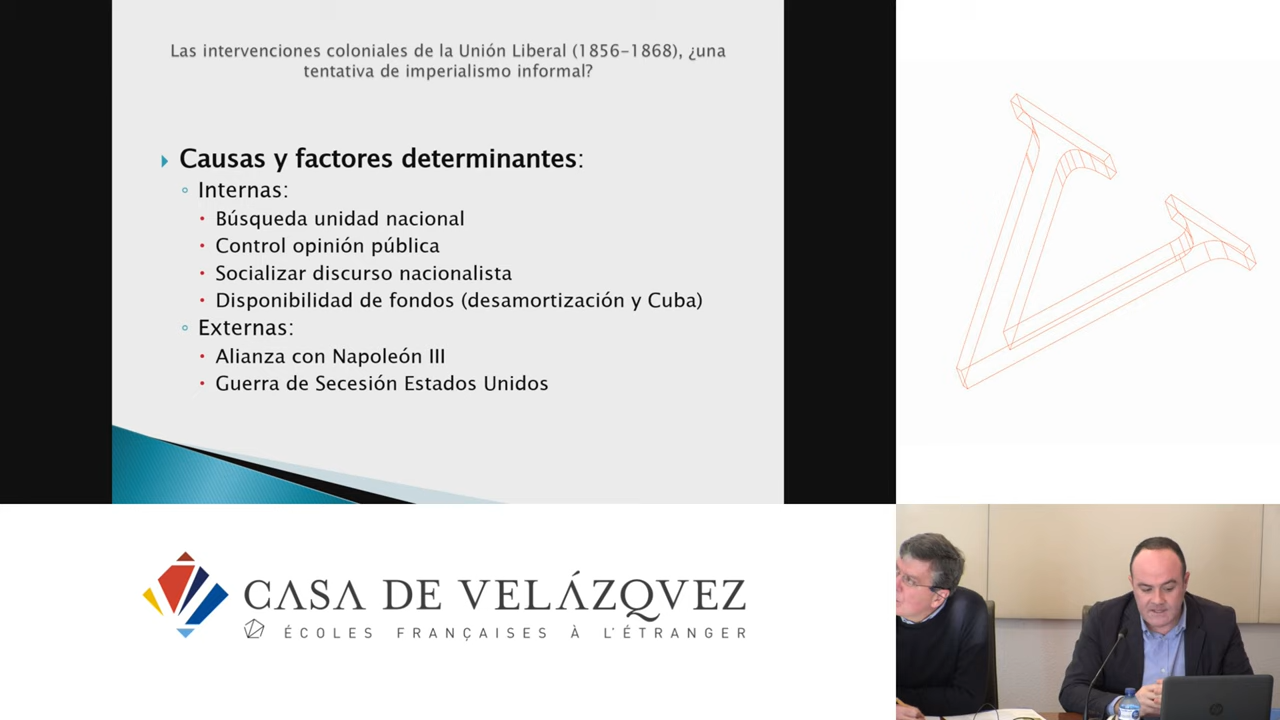 Las intervenciones coloniales de la Unión Liberal (1856-1868), ¿una
tentativa de imperialismo informal?
Causas y factores determinantes:
Internas:
Búsqueda unidad nacional
Control opinión pública
Socializar discurso nacionalista
Disponibilidad de fondos (desamortización y Cuba)
Externas:
Alianza con Napoleón III
Guerra de Secesión Estados Unidos
CASA DE VELÁZQVEZ
ÉCOLES FRANÇAISES À L'ÉTRANGER
hp